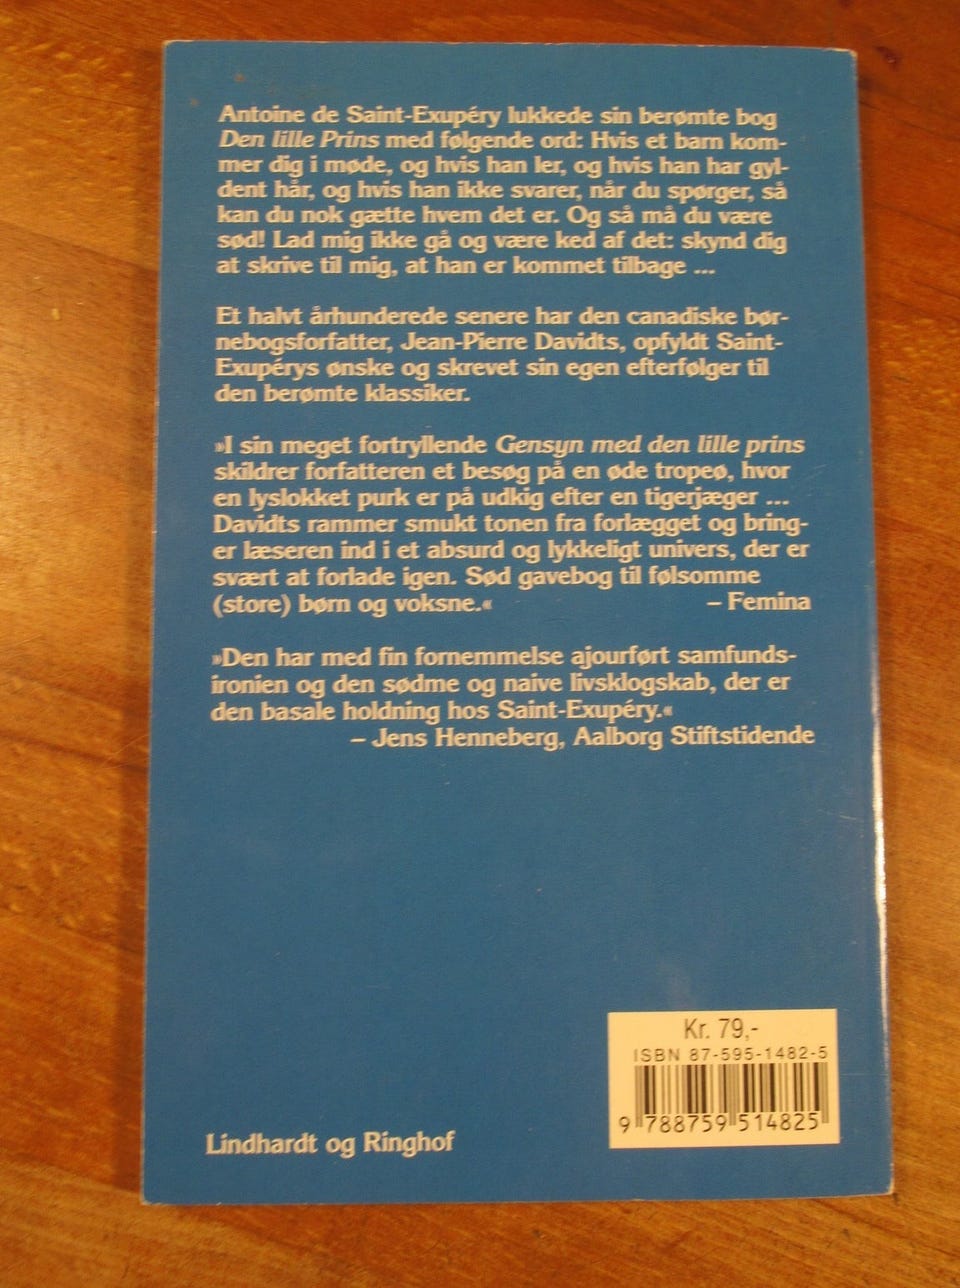 Antoine de Saint-Exupéry lukkede sin berømte bog
Den lille Prins med følgende ord: Hvis et barn kom-
mer dig i møde, og hvis han ler, og hvis han har gyl-
dent hår, og hvis han ikke svarer, når du spørger, så
kan du nok gætte hvem det er. Og så må du være
sød! Lad mig ikke gå og være ked af det: skynd dig
at skrive til mig, at han er kommet tilbage ...
Et halvt århunderede senere har den canadiske bør-
nebogsforfatter, Jean-Pierre Davidts, opfyldt Saint-
Exupérys ønske og skrevet sin egen efterfølger til
den berømte klassiker.
»I sin meget fortryllende Gensyn med den lille prins
skildrer forfatteren et besøg på en øde tropeø, hvor
en lyslokket purk er på udkig efter en tigerjæger ...
Davidts rammer smukt tonen fra forlægget og bring-
er læseren ind i et absurd og lykkeligt univers, der er
svært at forlade igen. Sød gavebog til følsomme
(store) børn og voksne.« – Femina
»Den har med fin fornemmelse ajourført samfunds-
ironien og den sødme og naive livsklogskab, der er
den basale holdning hos Saint-Exupéry.«
– Jens Henneberg, Aalborg Stiftstidende
Kr. 79,-
ISBN 87-595-1482-5
9 788759 514825
Lindhardt og Ringhof